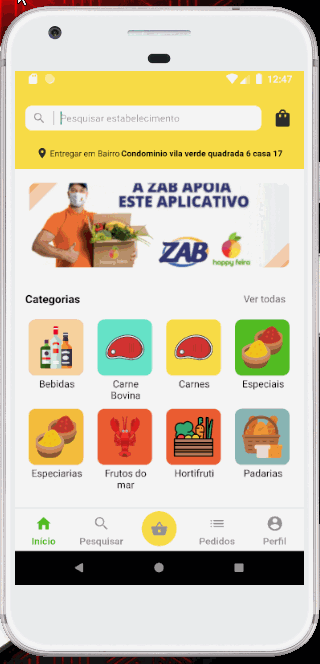 12:47
Pesquisar estabelecimento
Entregar em Bairro Condominio vila verde quadrada 6 casa 17
A ZAB APOIA
ESTE APLICATIVO
ZAB
happy feira
happy feira
Categorias
Ver todas
Bebidas
Carne Bovina
Carnes
Especiais
Especiarias
Frutos do mar
Hortifruti
Padarias
Início
Pesquisar
Pedidos
Perfil